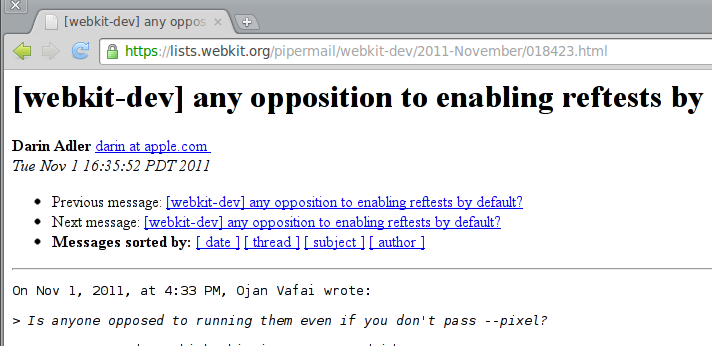 [webkit-dev] any oppos
https://lists.webkit.org/pipermail/webkit-dev/2011-November/018423.html
[webkit-dev] any opposition to enabling reftests by
Darin Adler darin at apple.com
Tue Nov 1 16:35:52 PDT 2011
Previous message: [webkit-dev] any opposition to enabling reftests by default?
Next message: [webkit-dev] any opposition to enabling reftests by default?
Messages sorted by: [ date ] [ thread ] [ subject ] [ author ]
On Nov 1, 2011, at 4:33 PM, Ojan Vafai wrote:
> Is anyone opposed to running them even if you don't pass --pixel?